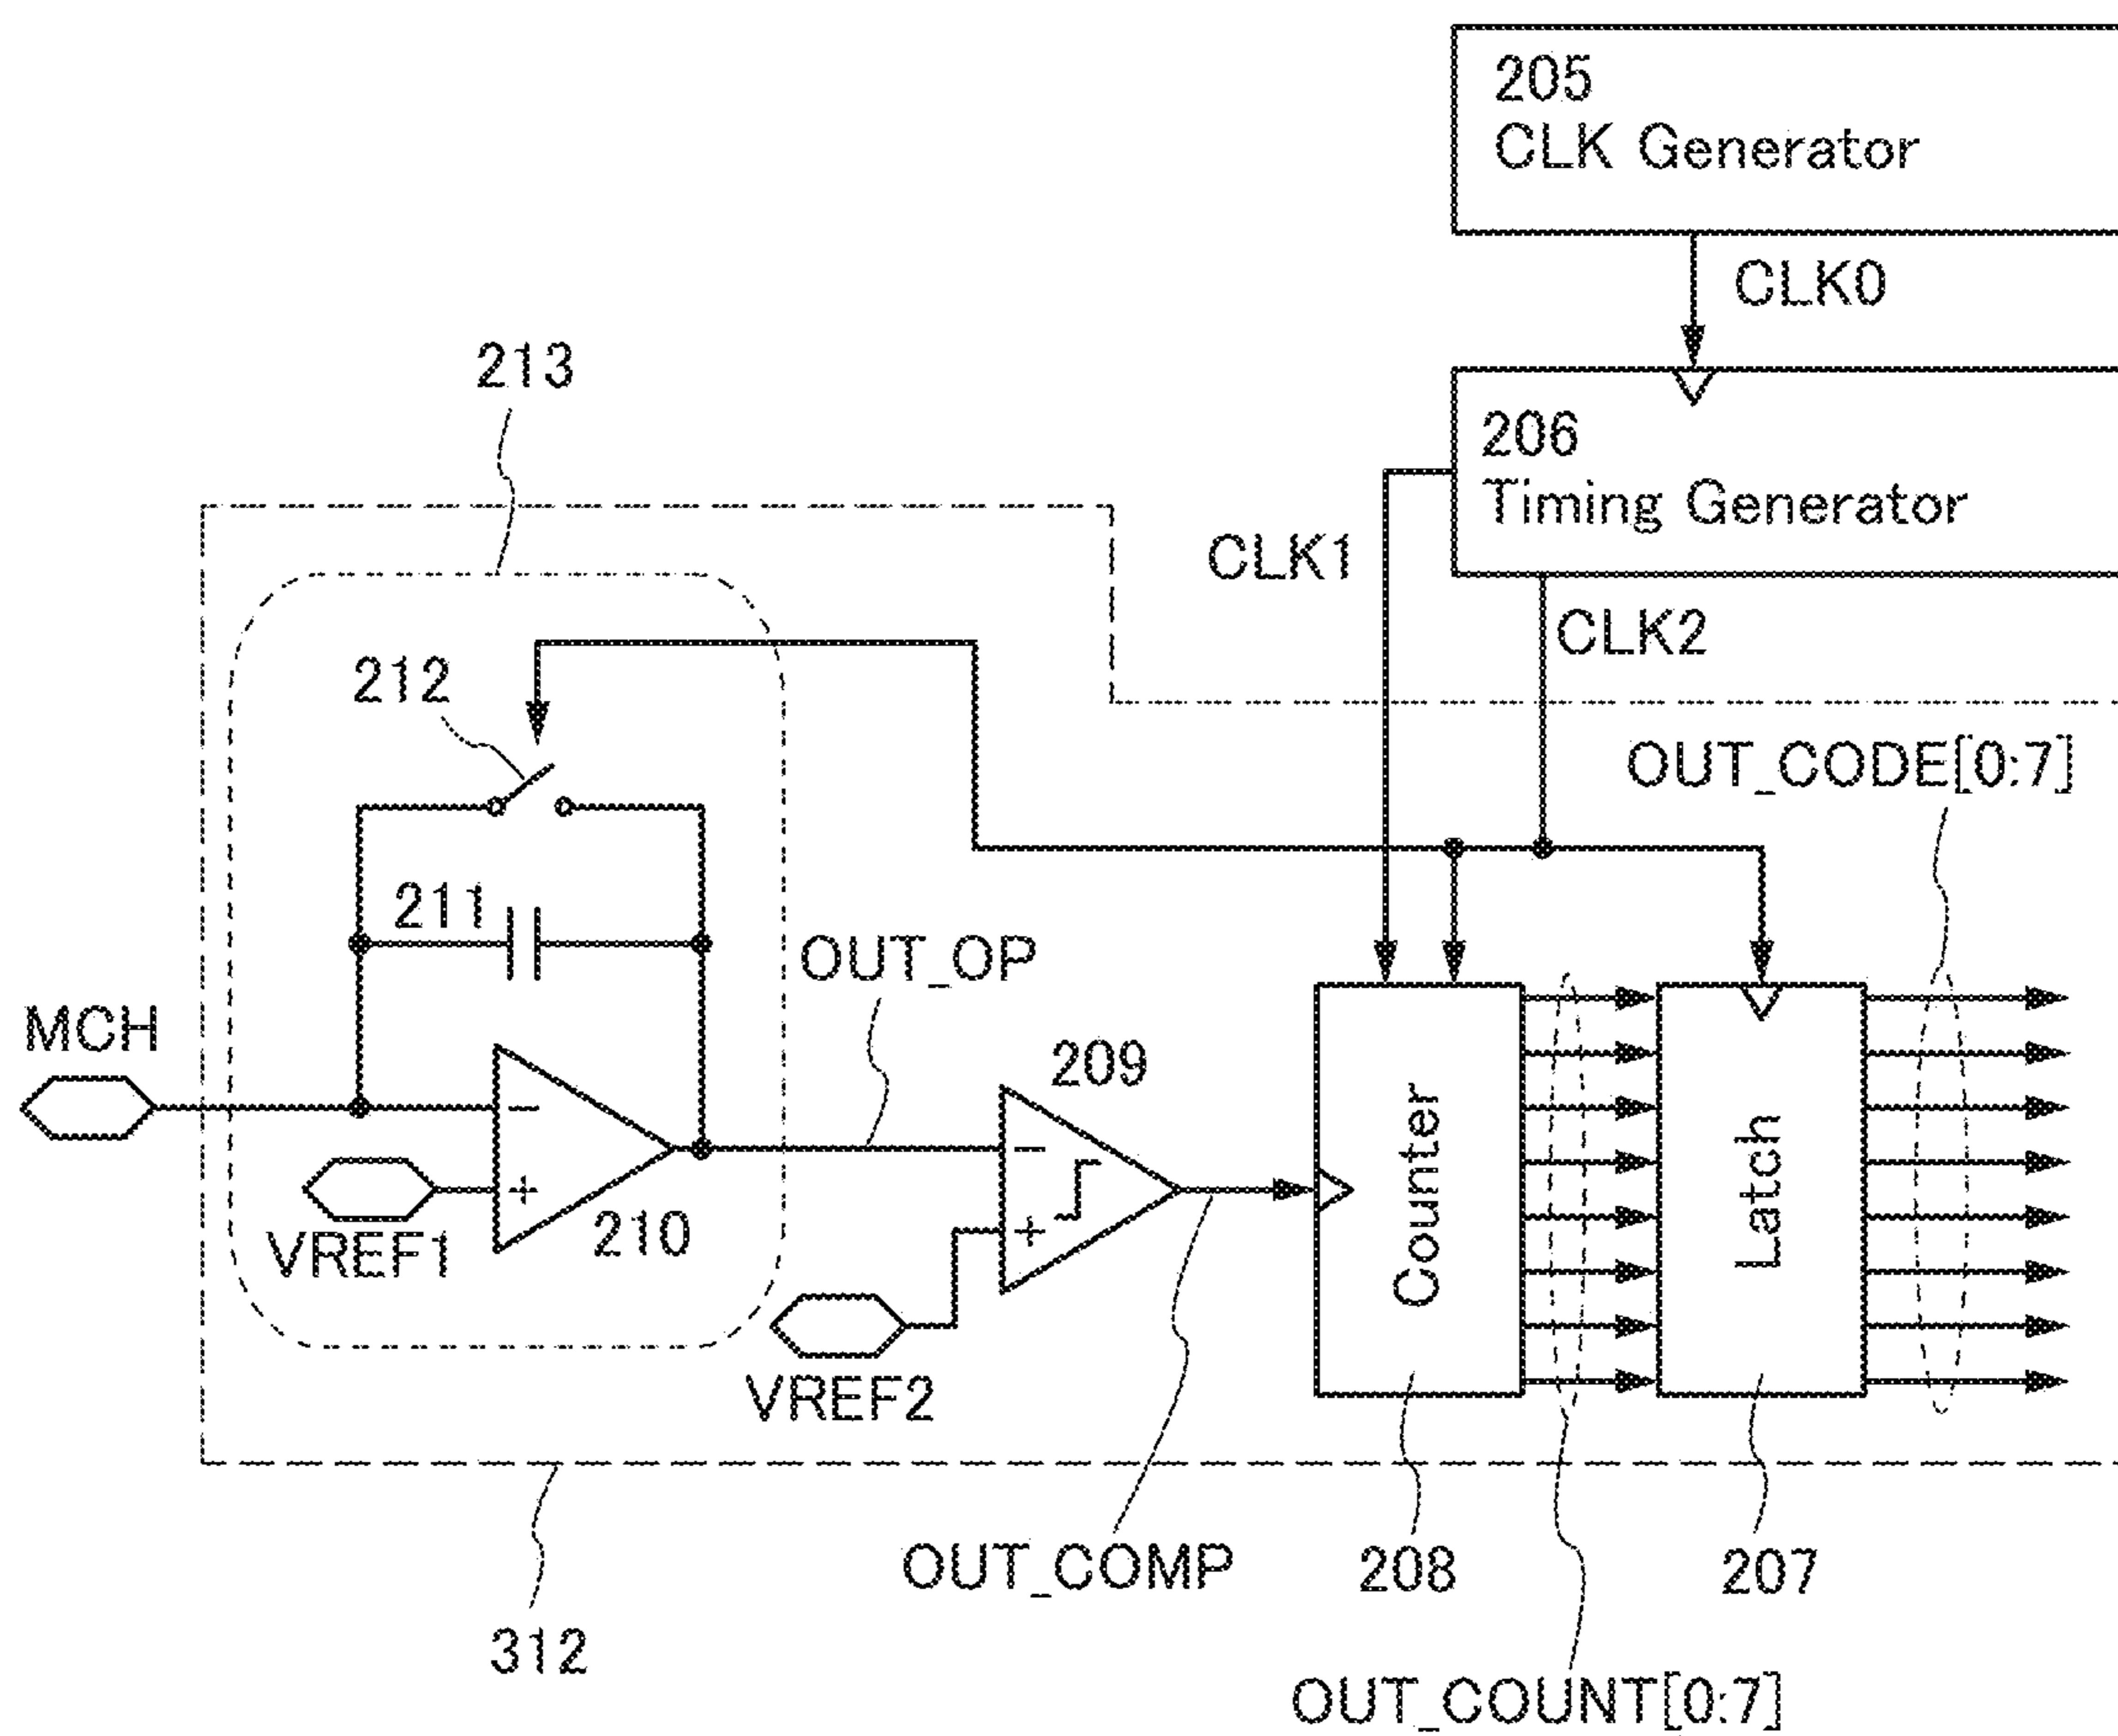 205
CLK Generator
CLK0
213
206
Timing Generator
CLK1
CLK2
212
OUT_CODE[0:7]
211
OUT_OP
MCH
209
−
−
Counter
Latch
+
VREF1
210
+
VREF2
OUT_COMP
208
207
312
OUT_COUNT[0:7]